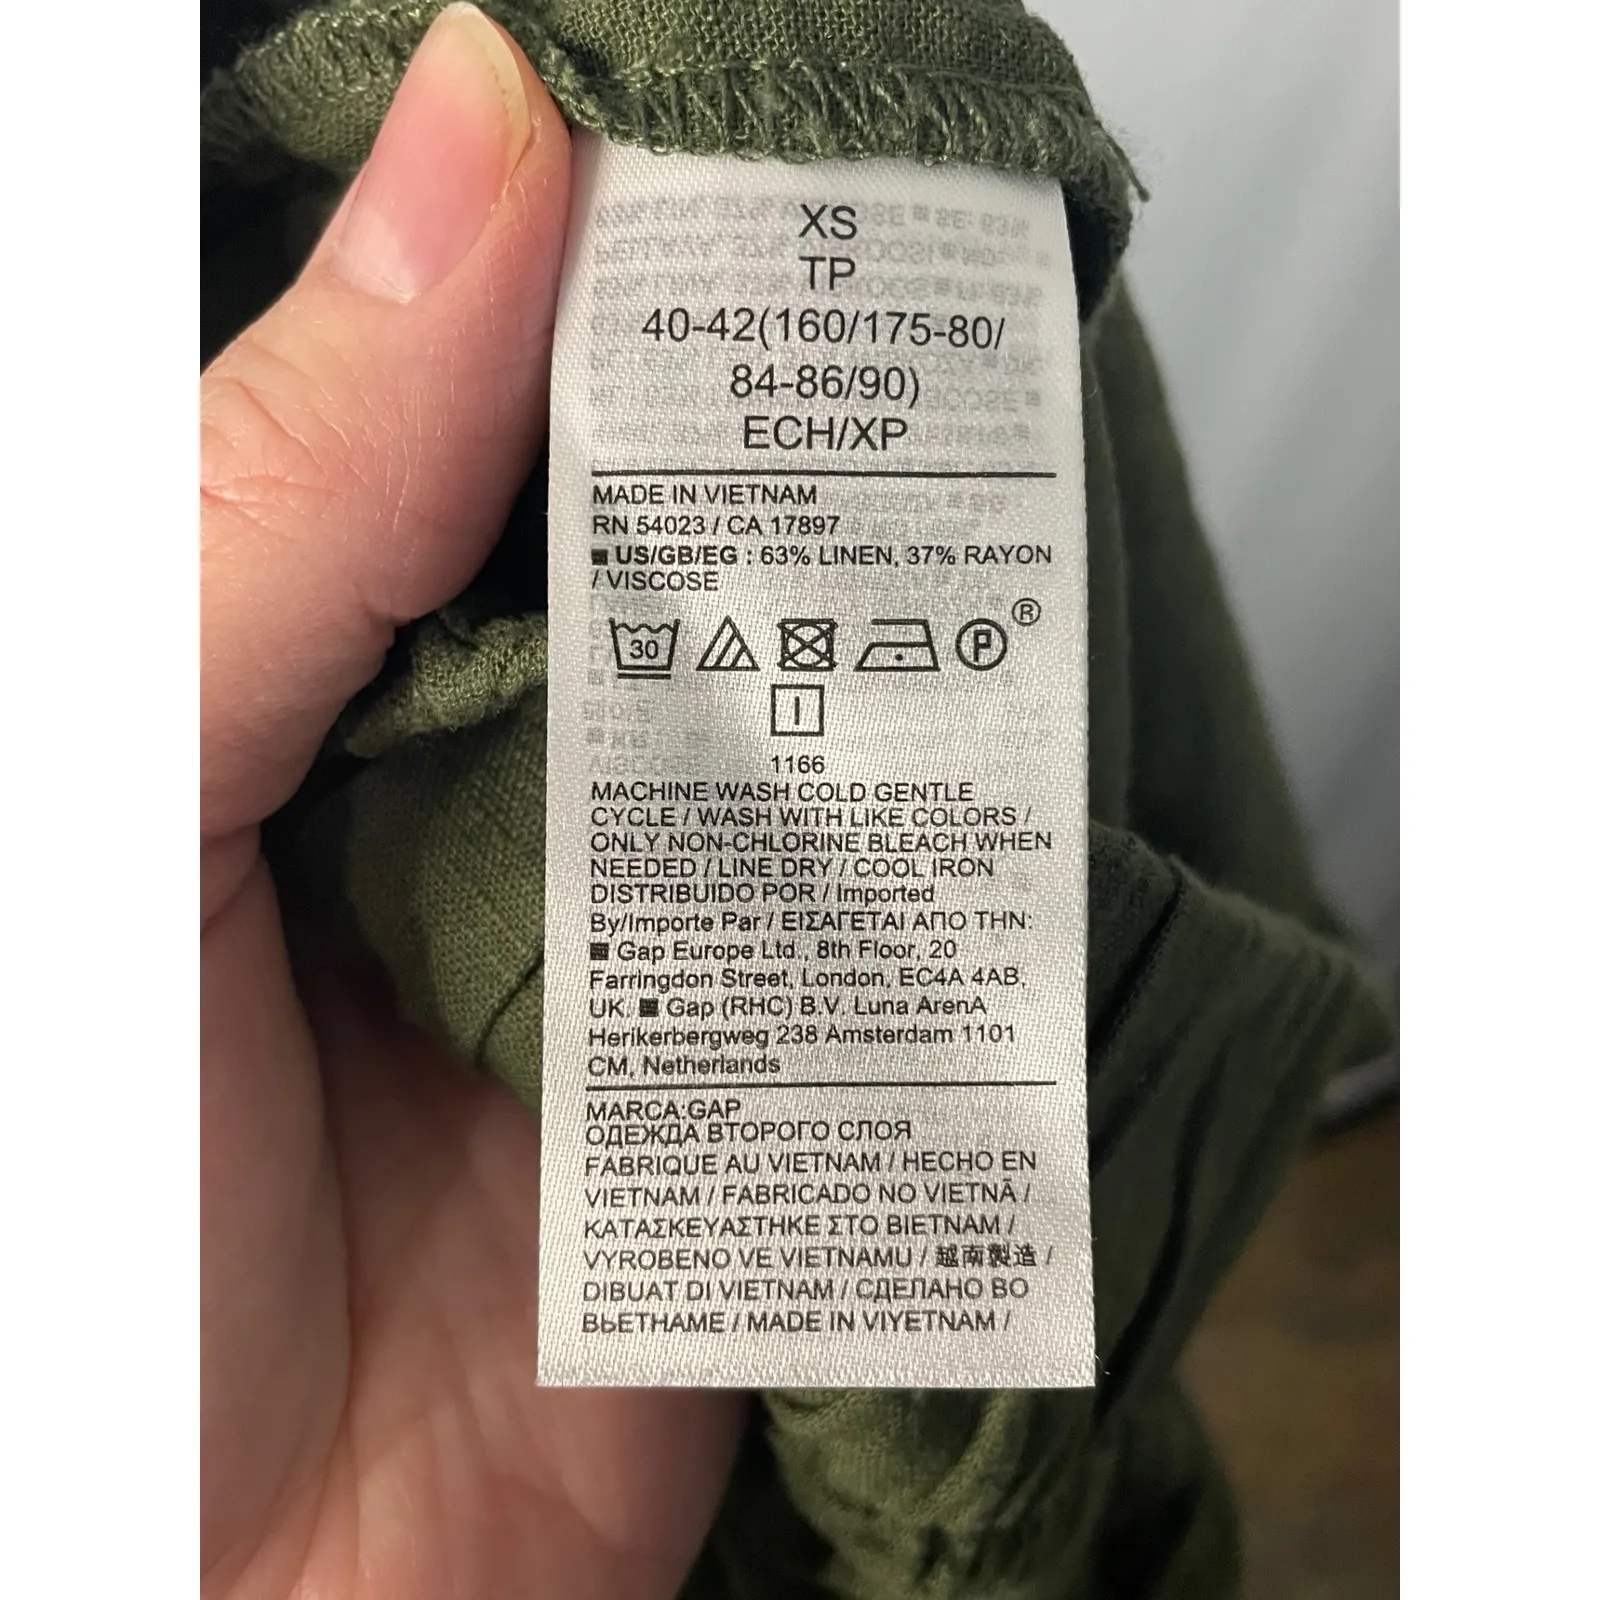 XS
TP
40-42(160/175-80/
84-86/90)
ECH/XP
MADE IN VIETNAM
RN 54023 / CA 17897
US/GB/EG : 63% LINEN, 37% RAYON
/ VISCOSE
30
P
®
1166
MACHINE WASH COLD GENTLE
CYCLE / WASH WITH LIKE COLORS /
ONLY NON-CHLORINE BLEACH WHEN
NEEDED / LINE DRY / COOL IRON
DISTRIBUIDO POR / Imported
By/Importe Par / ΕΙΣΑΓΕΤΑΙ ΑΠΟ ΤΗΝ:
Gap Europe Ltd., 8th Floor, 20
Farringdon Street, London, EC4A 4AB,
UK. Gap (RHC) B.V. Luna ArenA
Herikerbergweg 238 Amsterdam 1101
CM, Netherlands
MARCA:GAP
ОДЕЖДА ВТОРОГО СЛОЯ
FABRIQUE AU VIETNAM / HECHO EN
VIETNAM / FABRICADO NO VIETNÃ /
ΚΑΤΑΣΚΕΥΑΣΤΗΚΕ ΣΤΟ ΒΙΕΤΝΑΜ /
VYROBENO VE VIETNAMU / 越南製造 /
DIBUAT DI VIETNAM / СДЕЛАНО ВО
ВЬЕТНАМЕ / MADE IN VIYETNAM /